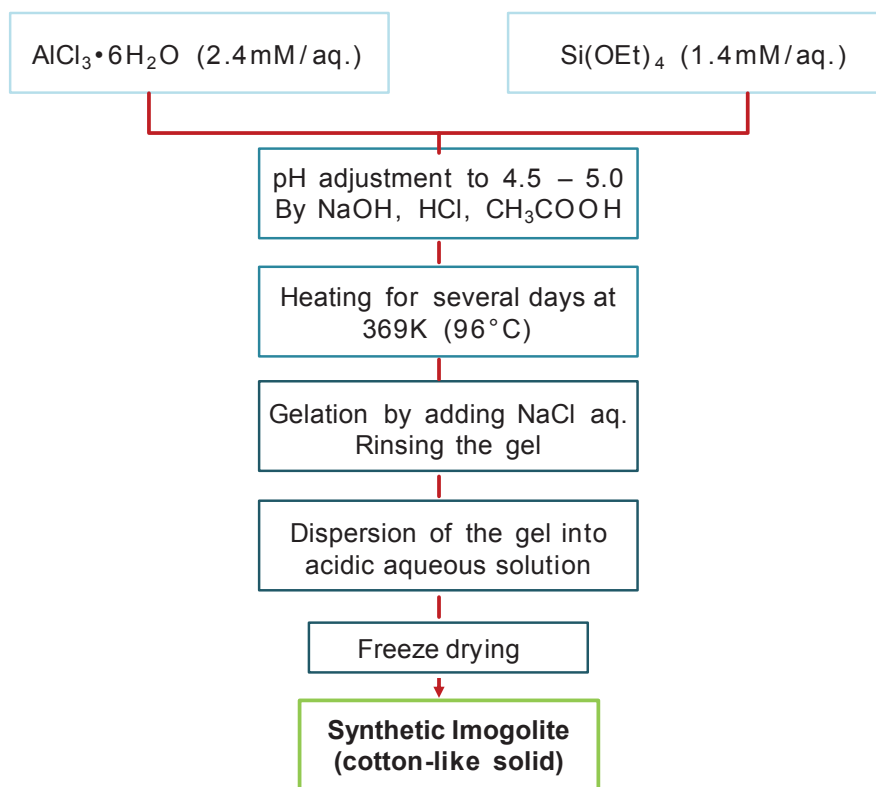 AlCl₃•6H₂O (2.4mM/aq.)
Si(OEt)₄ (1.4mM/aq.)
pH adjustment to 4.5 – 5.0
By NaOH, HCl, CH₃COOH
Heating for several days at
369K (96°C)
Gelation by adding NaCl aq.
Rinsing the gel
Dispersion of the gel into
acidic aqueous solution
Freeze drying
Synthetic Imogolite
(cotton-like solid)